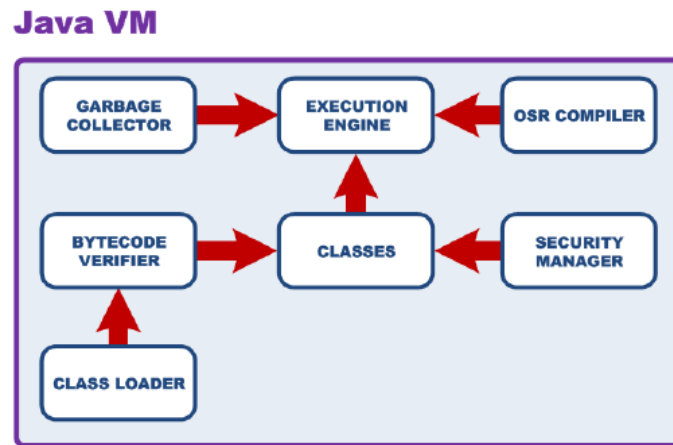 Java VM
GARBAGE
COLLECTOR
EXECUTION
ENGINE
OSR COMPILER
BYTECODE
VERIFIER
CLASSES
SECURITY
MANAGER
CLASS LOADER